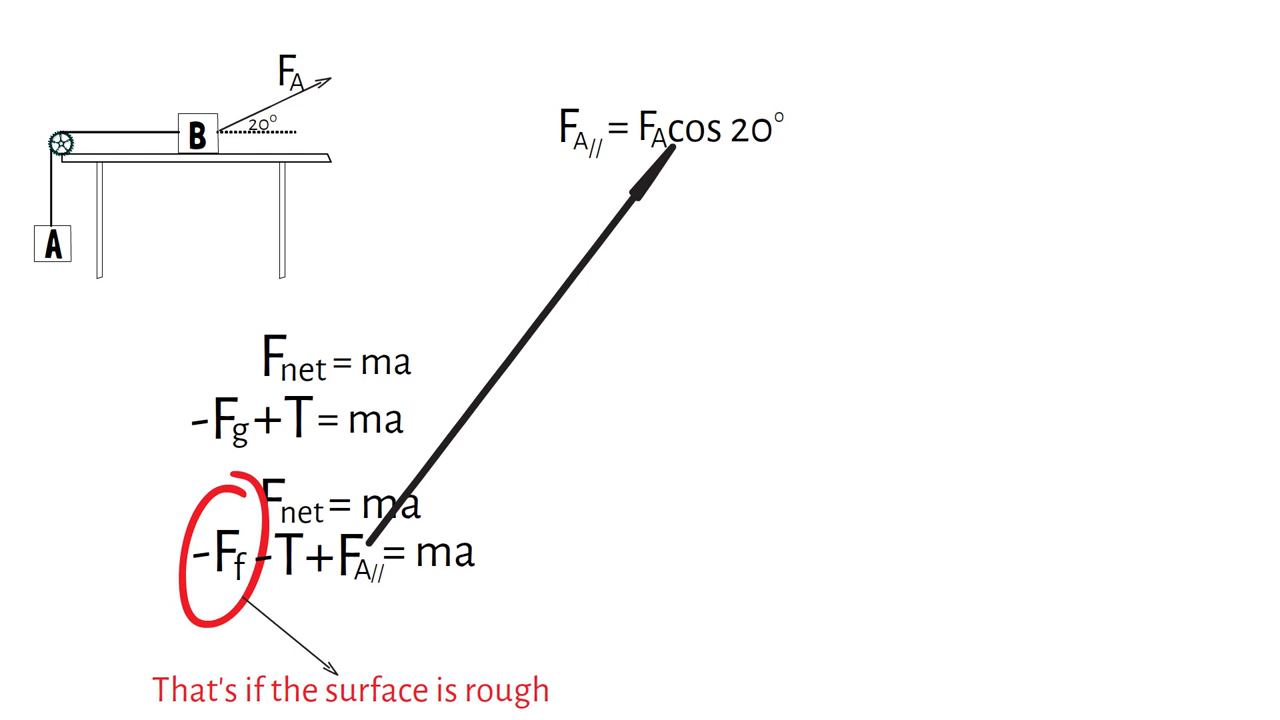 F_A
20°
B
A
F_A// = F_A cos 20°
F_net = ma
-F_g + T = ma
F_net = ma
-F_f - T + F_A// = ma
That's if the surface is rough